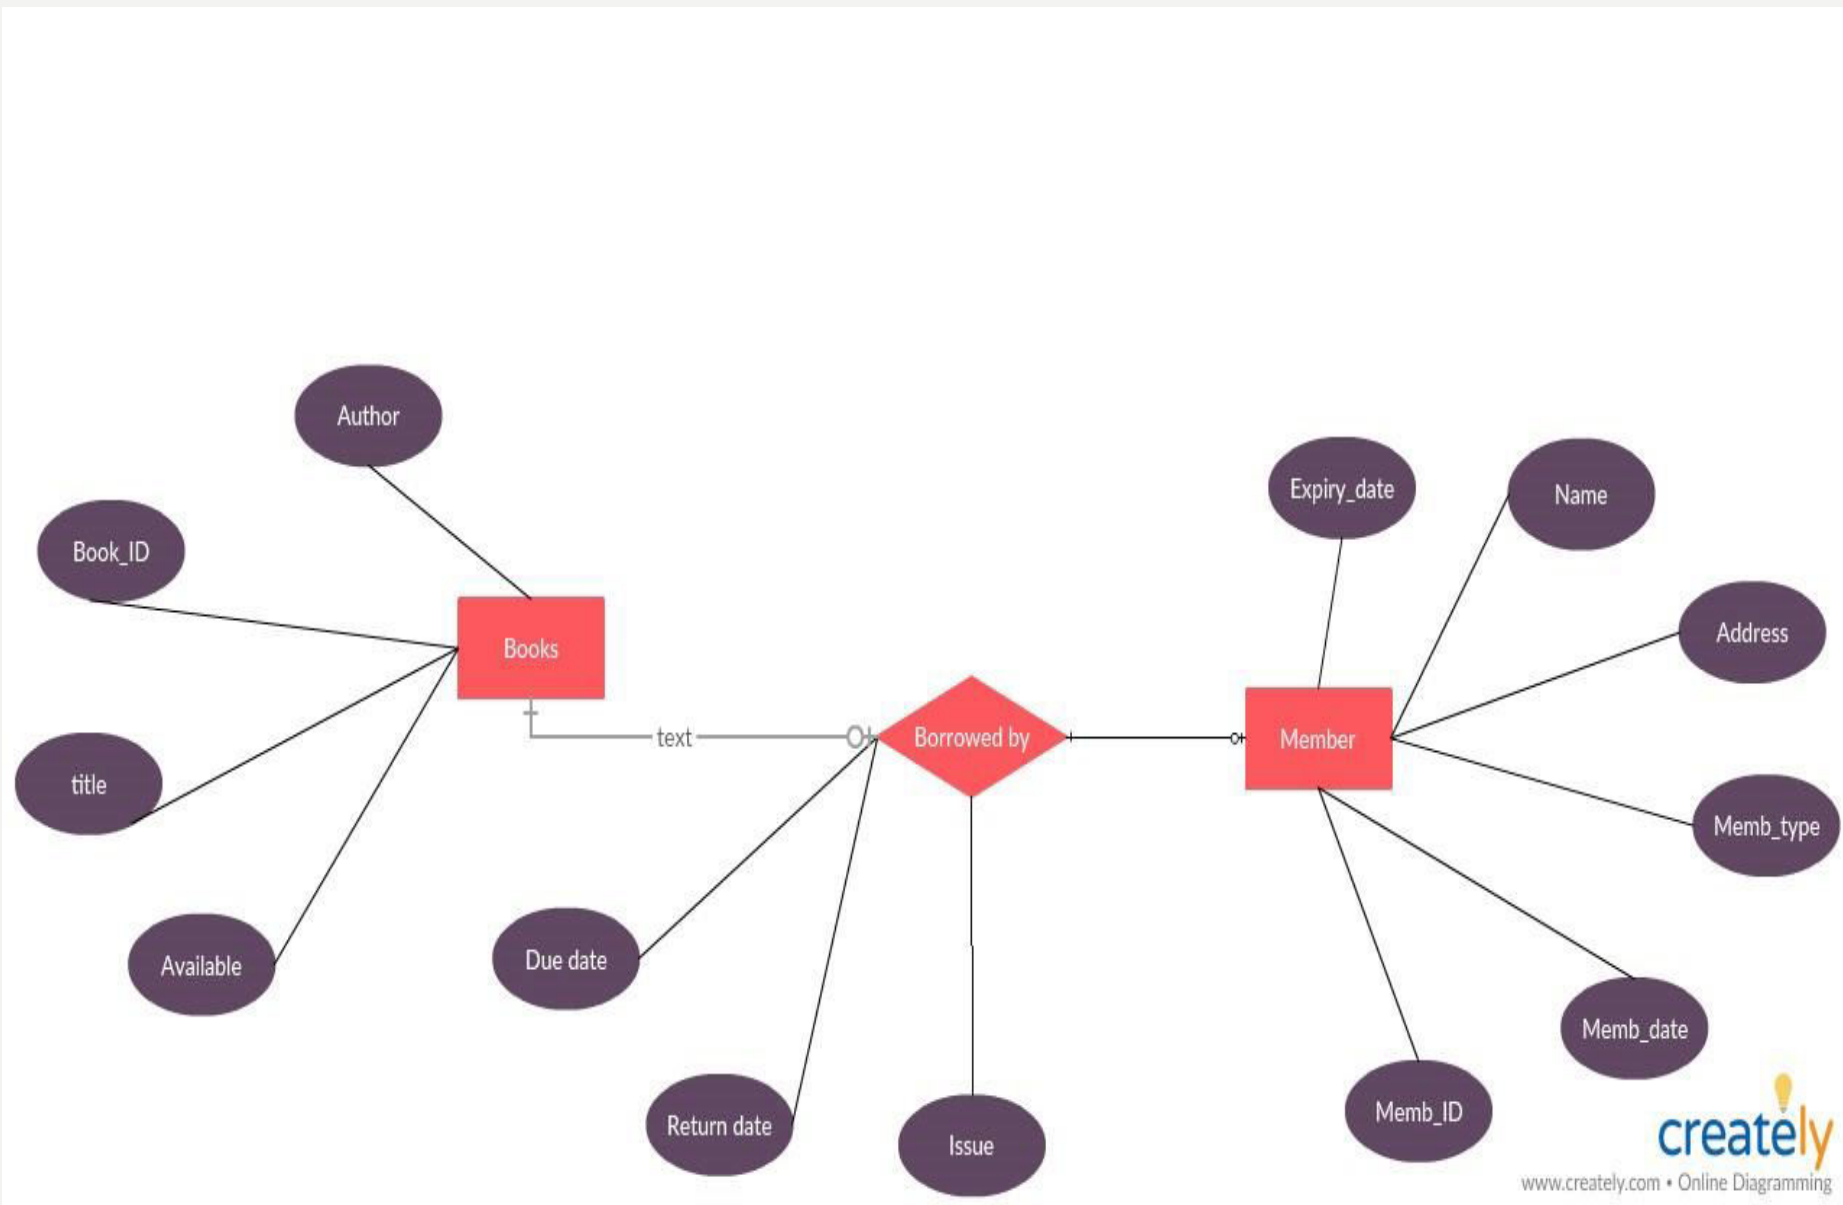 Author
Expiry_date
Name
Book_ID
Address
Books
text
Borrowed by
Member
title
Memb_type
Available
Due date
Memb_date
Return date
Issue
Memb_ID
creately
www.creately.com • Online Diagramming